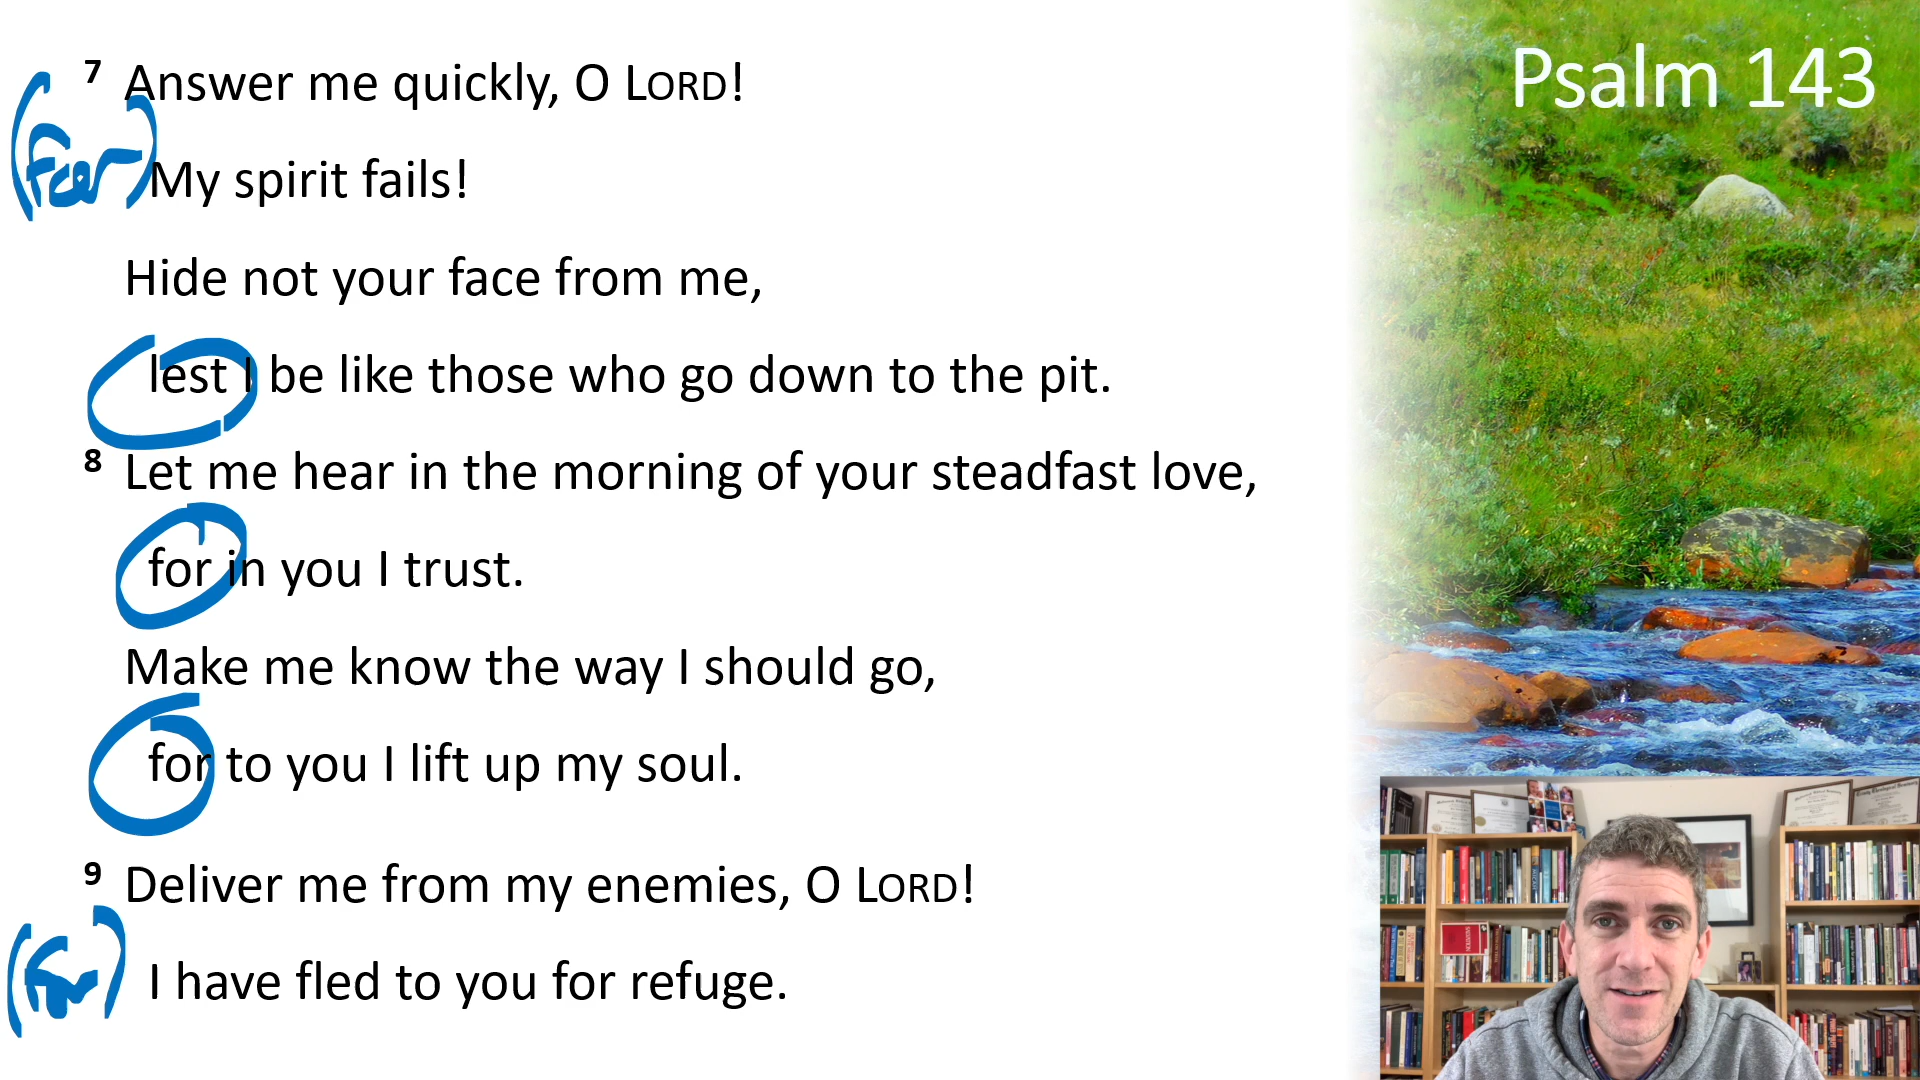 Psalm 143
7 Answer me quickly, O LORD!
(For) My spirit fails!
Hide not your face from me,
lest I be like those who go down to the pit.
8 Let me hear in the morning of your steadfast love,
for in you I trust.
Make me know the way I should go,
for to you I lift up my soul.
9 Deliver me from my enemies, O LORD!
(for) I have fled to you for refuge.